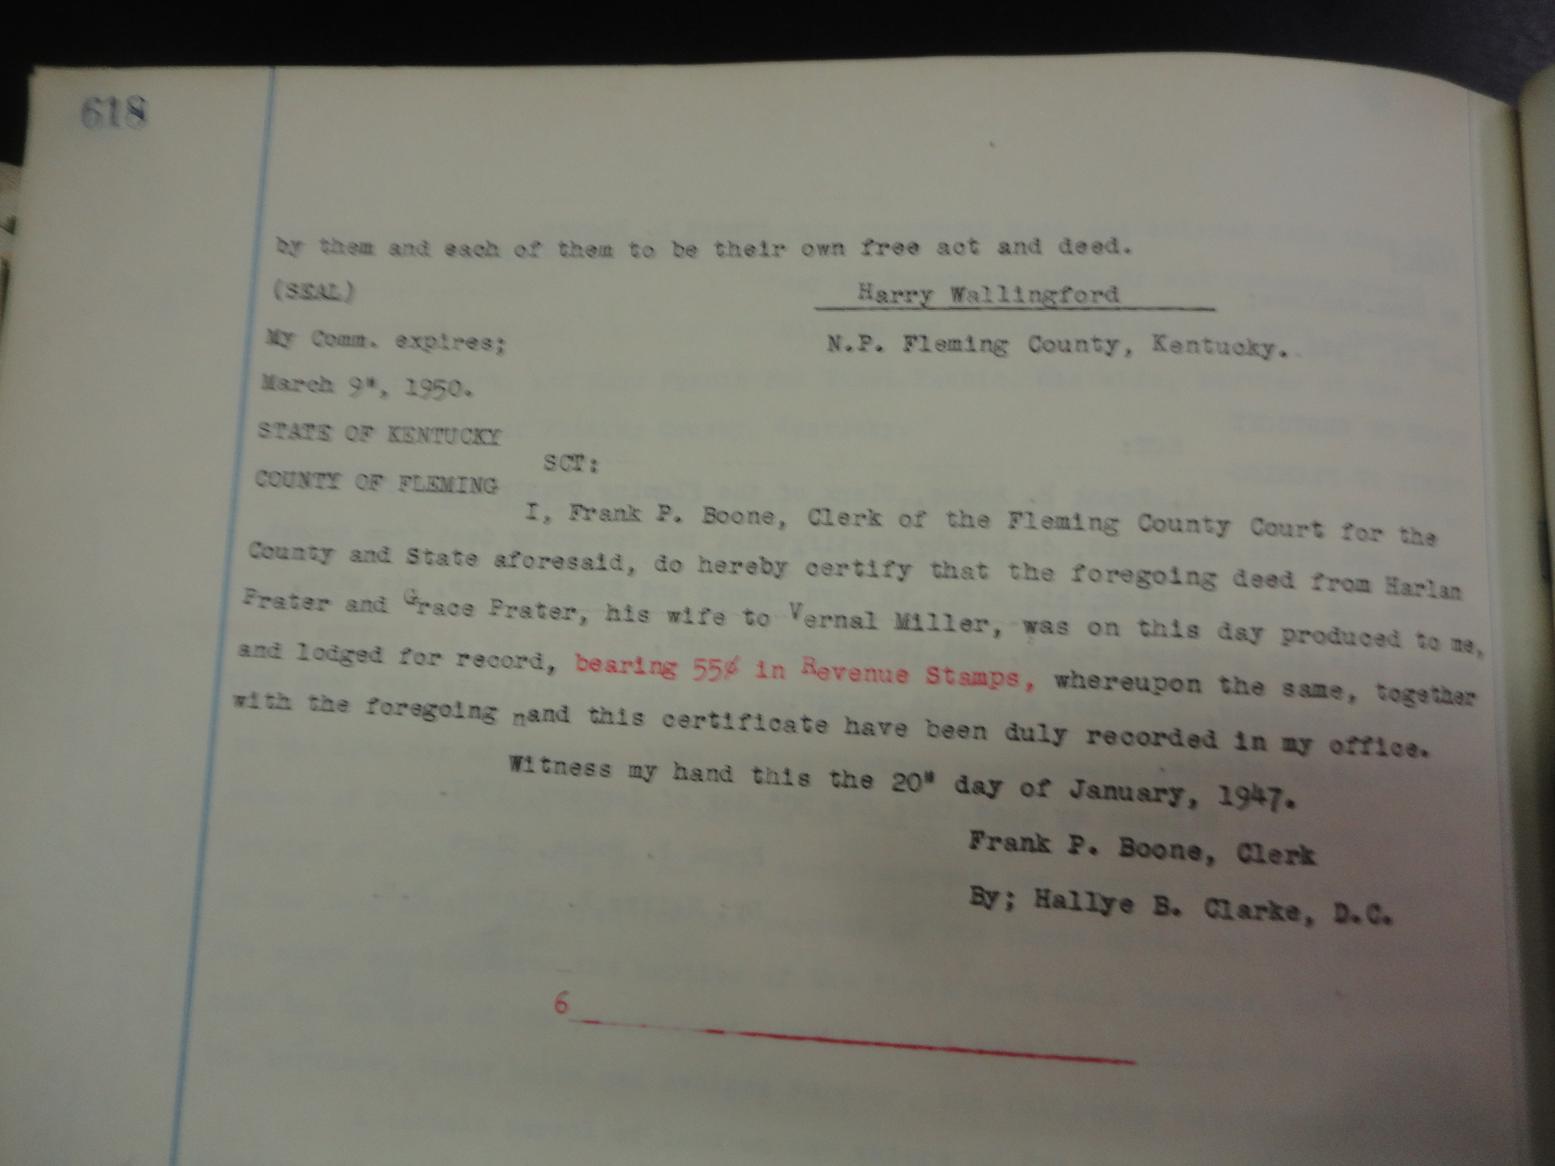 618
by them and each of them to be their own free act and deed.
(SEAL) Harry Wallingford
My Comm. expires; N.P. Fleming County, Kentucky.
March 9", 1950.
STATE OF KENTUCKY
SCT:
COUNTY OF FLEMING
I, Frank P. Boone, Clerk of the Fleming County Court for the
County and State aforesaid, do hereby certify that the foregoing deed from Harlan
Prater and Grace Prater, his wife to Vernal Miller, was on this day produced to me,
and lodged for record, bearing 55¢ in Revenue Stamps, whereupon the same, together
with the foregoing nand this certificate have been duly recorded in my office.
Witness my hand this the 20" day of January, 1947.
Frank P. Boone, Clerk
By; Hallye B. Clarke, D.C.
6